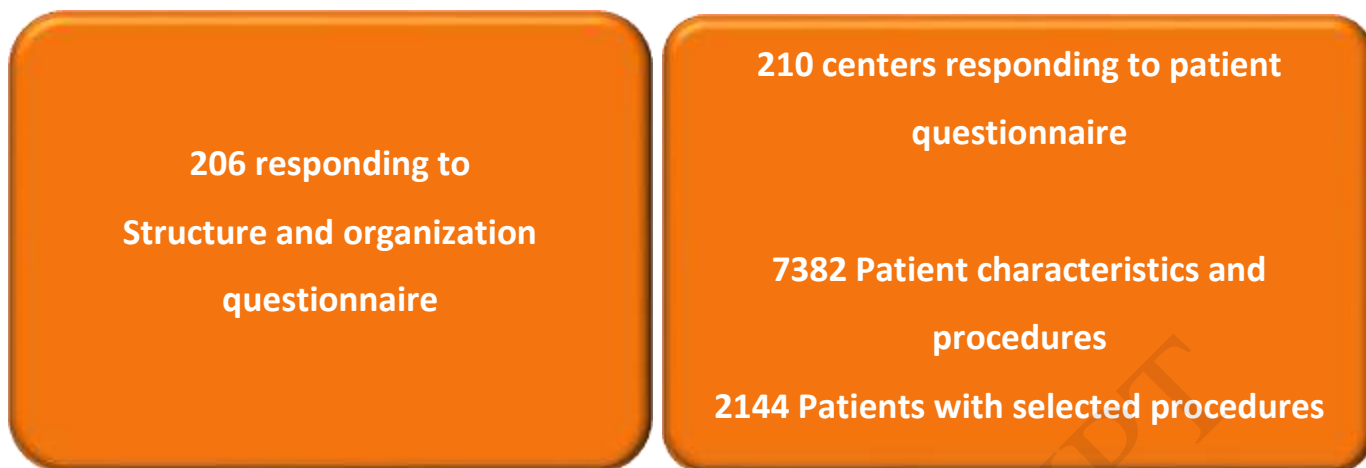 206 responding to
Structure and organization
questionnaire
210 centers responding to patient
questionnaire
7382 Patient characteristics and
procedures
2144 Patients with selected procedures
PT